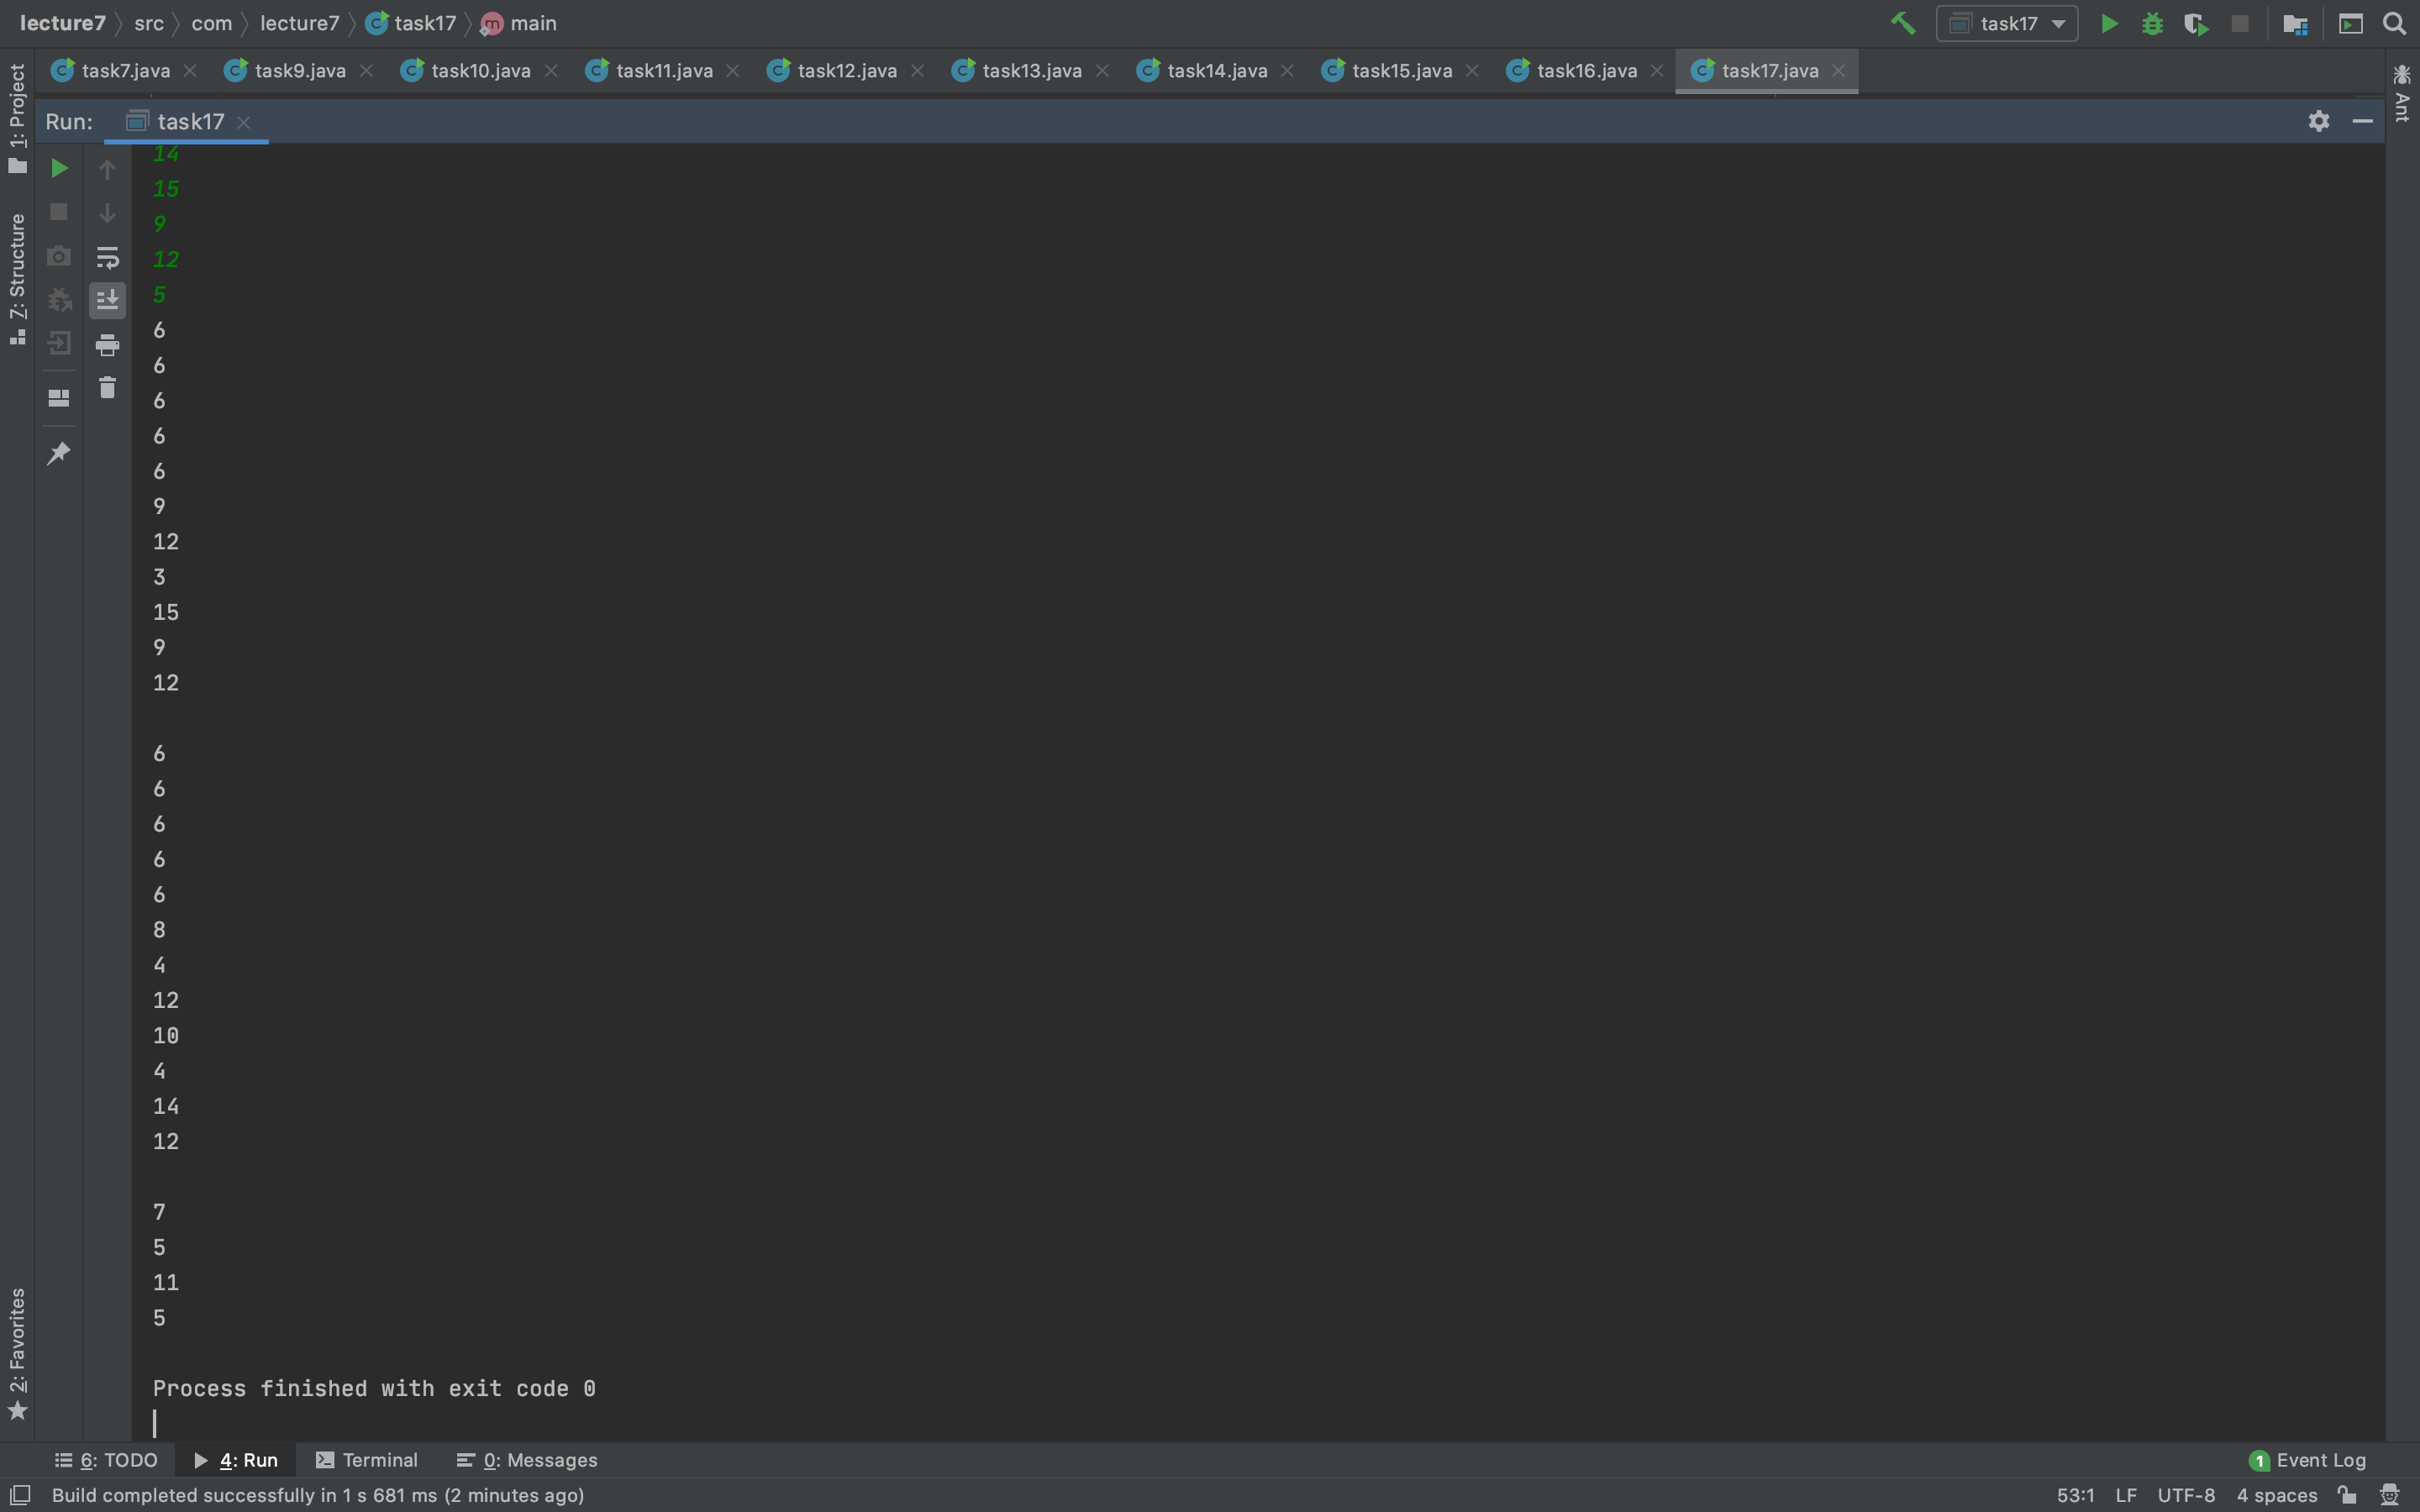 lecture7 src com lecture7 task17 main
task17
task7.java task9.java task10.java task11.java task12.java task13.java task14.java task15.java task16.java task17.java
Run: task17
1: Project
7: Structure
2: Favorites
Ant
14
15
9
12
5
6
6
6
6
6
9
12
3
15
9
12
6
6
6
6
6
8
4
12
10
4
14
12
7
5
11
5
Process finished with exit code 0
6: TODO 4: Run Terminal 0: Messages
1 Event Log
Build completed successfully in 1 s 681 ms (2 minutes ago)
53:1 LF UTF-8 4 spaces